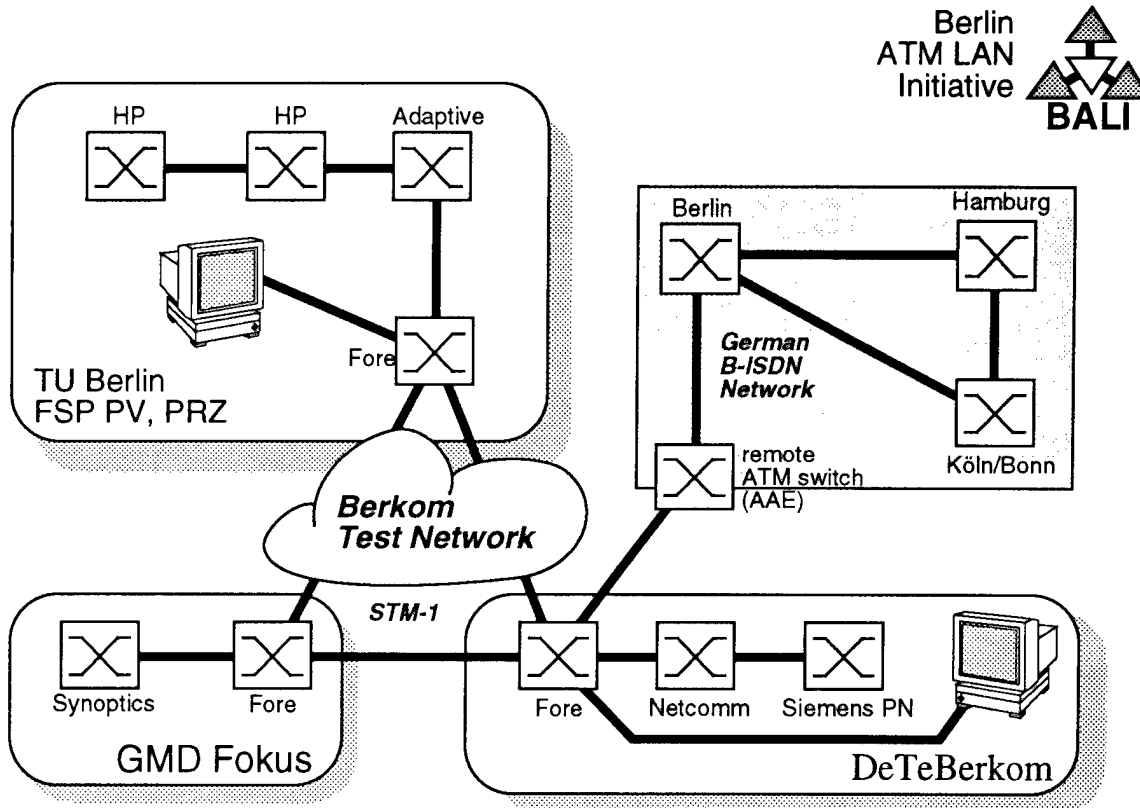 Berlin
ATM LAN
Initiative
BALI
HP
HP
Adaptive
Fore
TU Berlin
FSP PV, PRZ
Berlin
Hamburg
German
B-ISDN
Network
Köln/Bonn
remote
ATM switch
(AAE)
Berkom
Test Network
STM-1
Synoptics
Fore
GMD Fokus
Fore
Netcomm
Siemens PN
DeTeBerkom